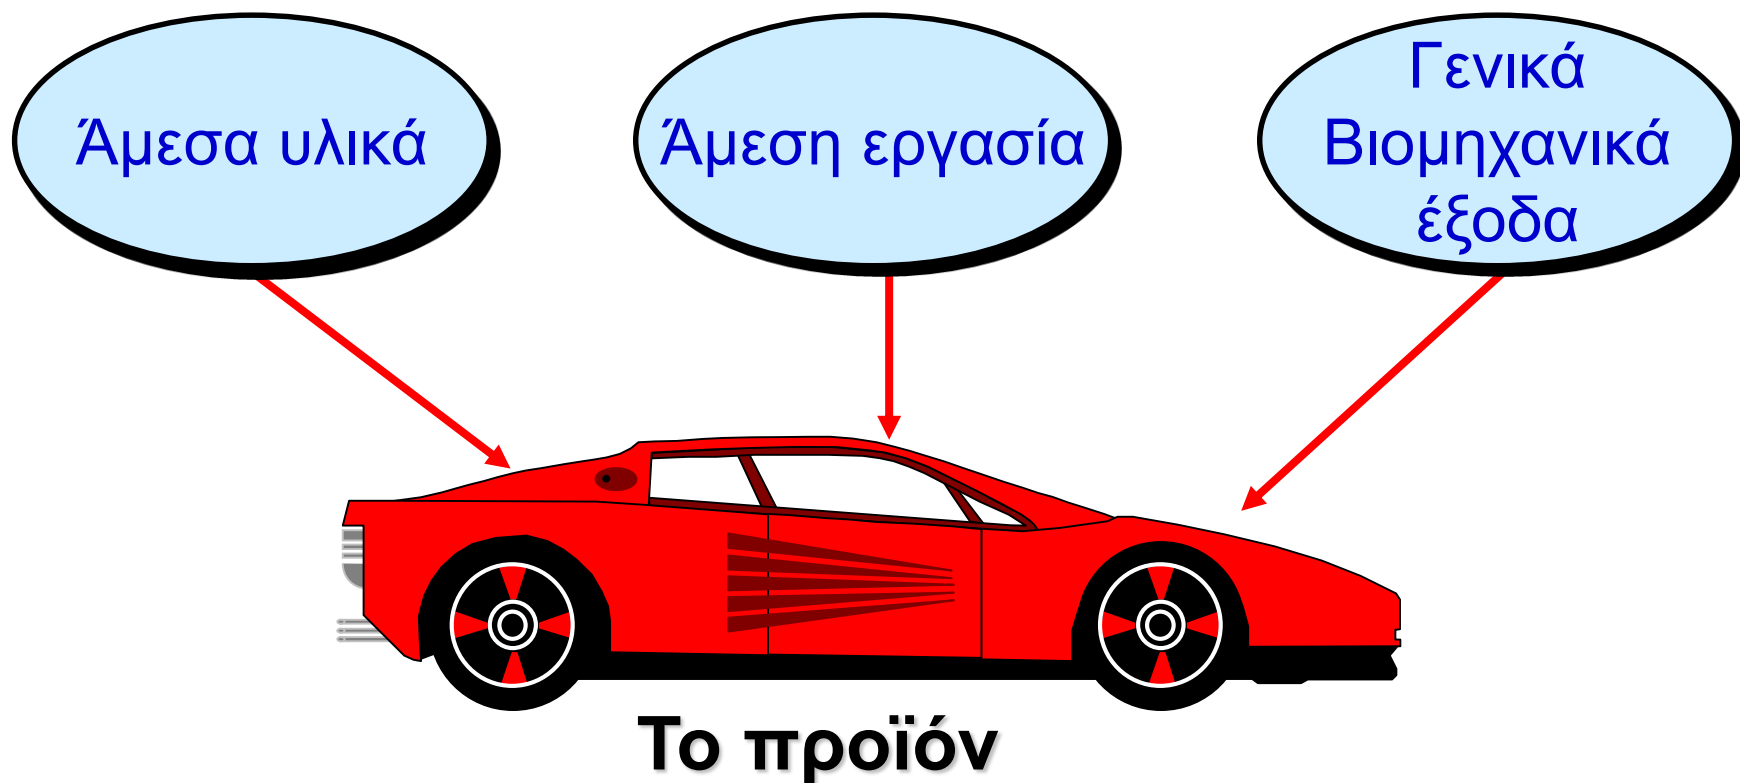 Άμεσα υλικά
Άμεση εργασία
Γενικά
Βιομηχανικά
έξοδα
Το προϊόν